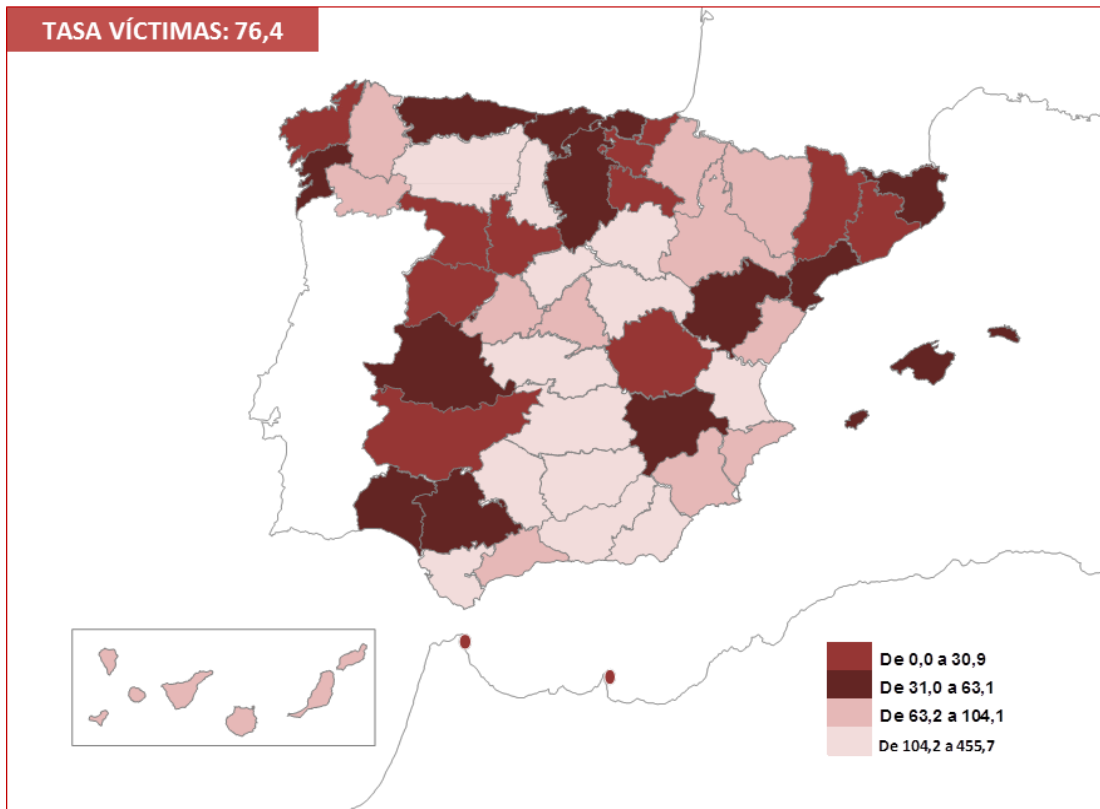 TASA VÍCTIMAS: 76,4
De 0,0 a 30,9
De 31,0 a 63,1
De 63,2 a 104,1
De 104,2 a 455,7